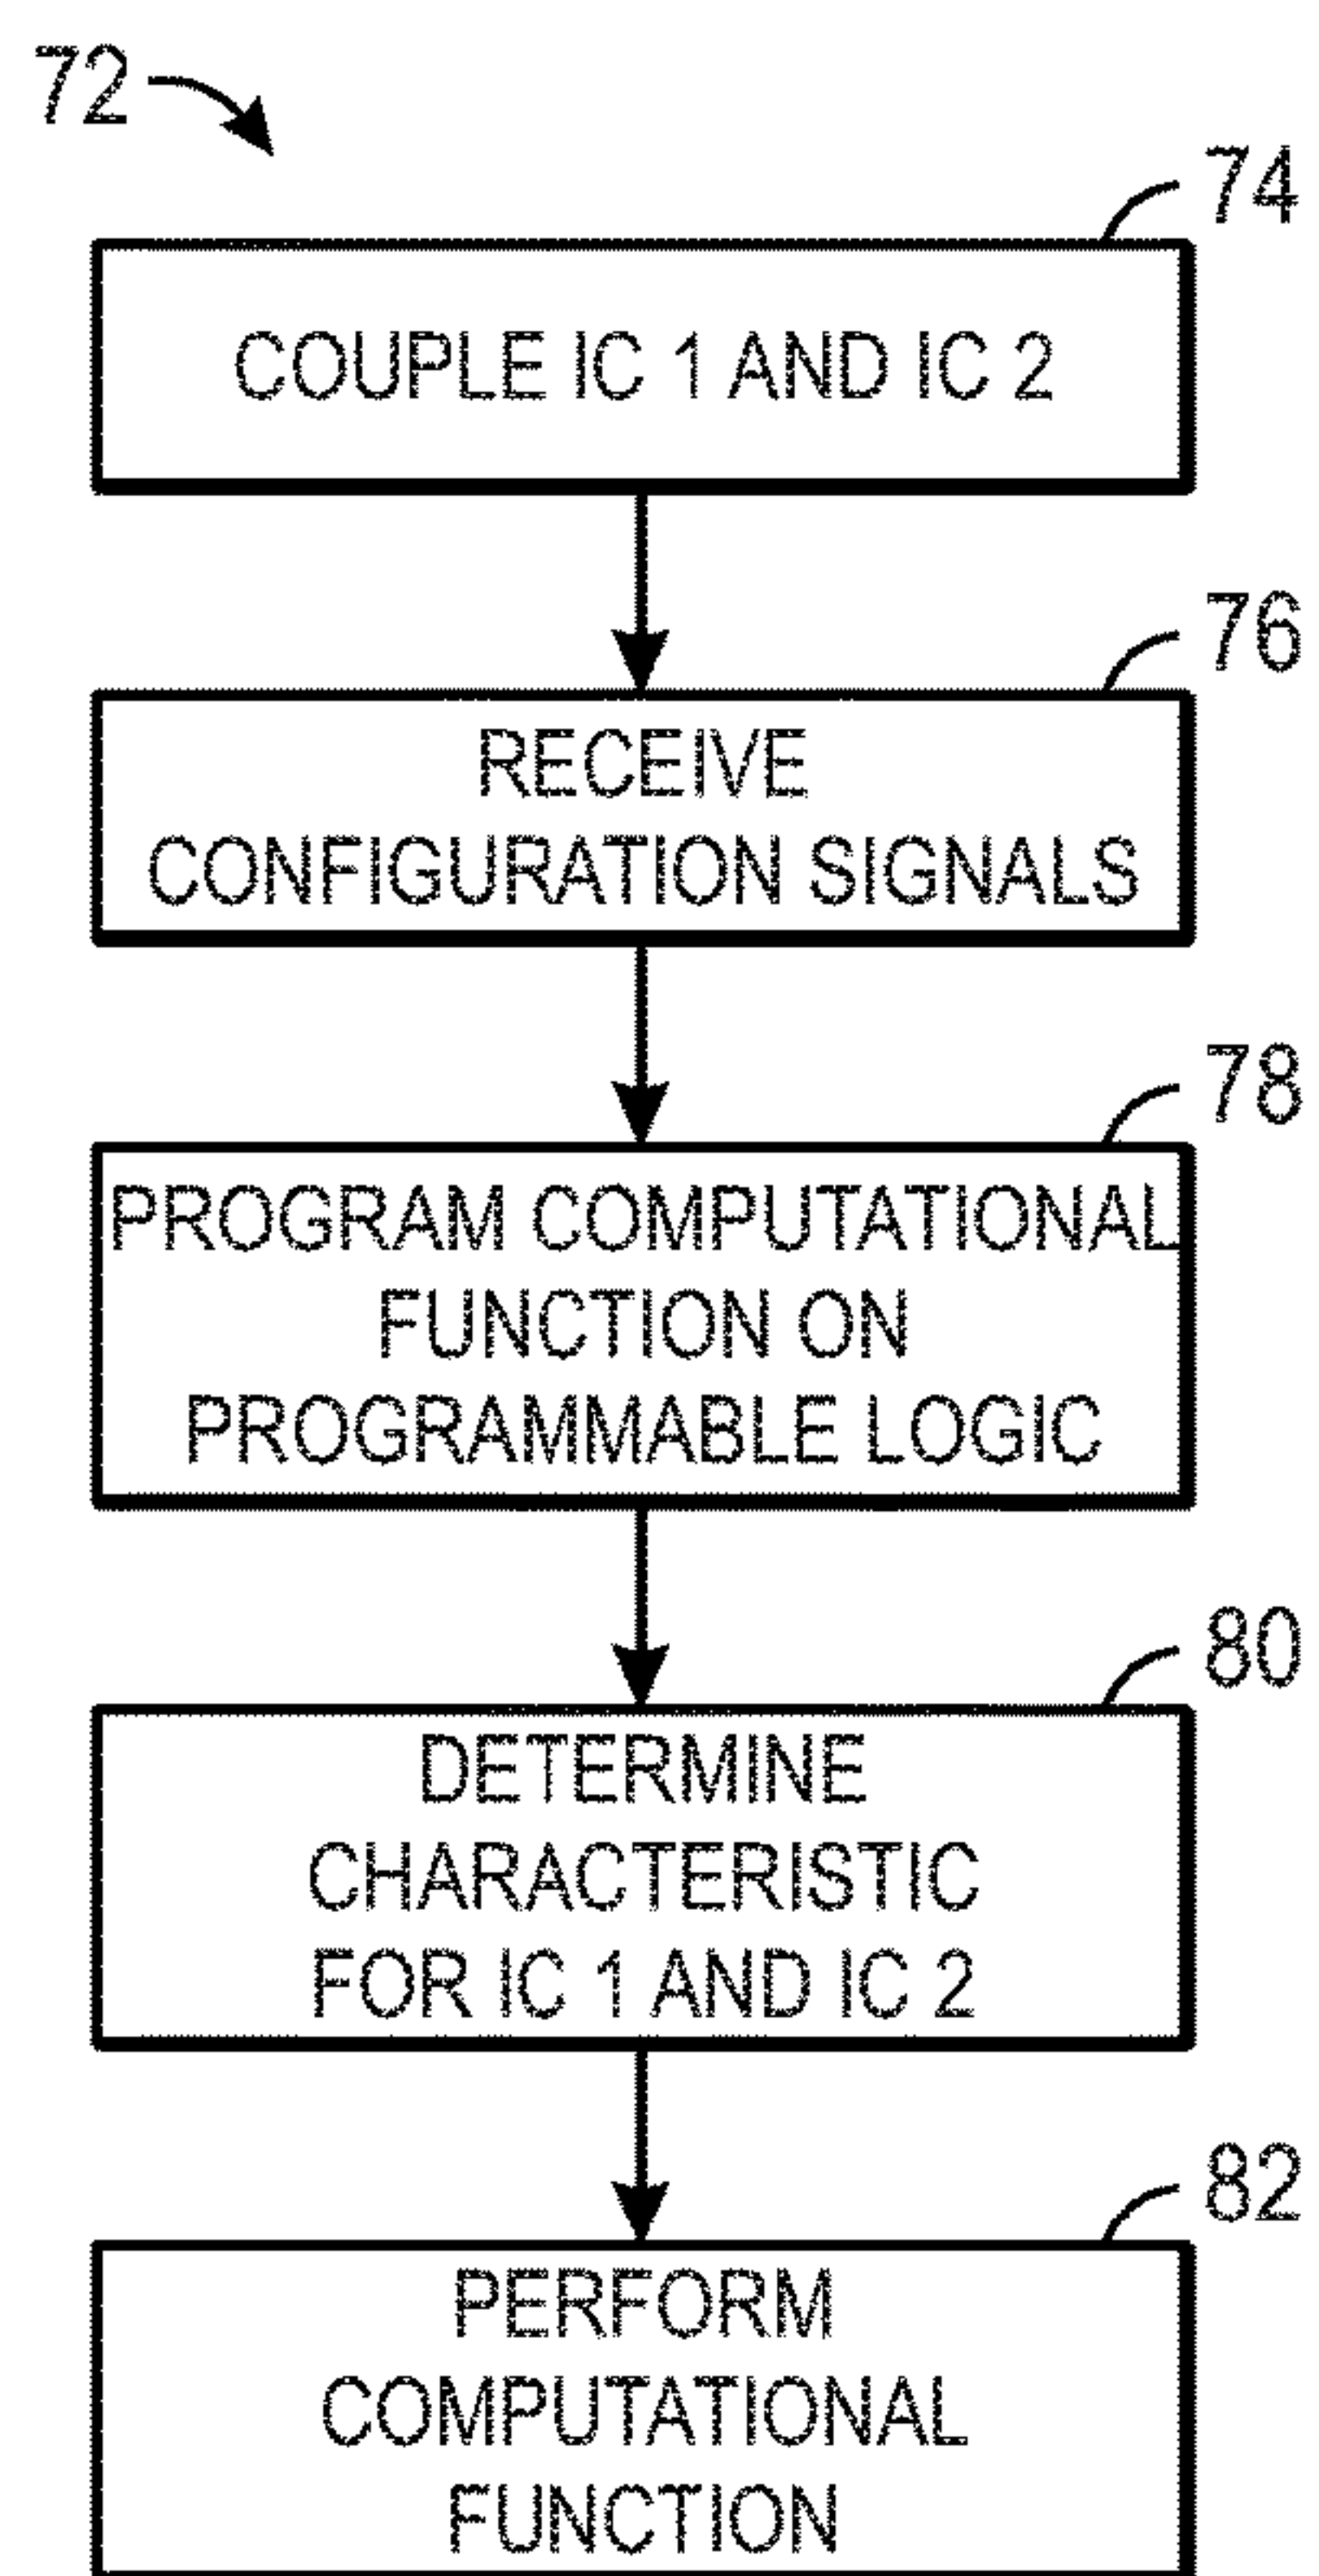 72
74
COUPLE IC 1 AND IC 2
76
RECEIVE
CONFIGURATION SIGNALS
78
PROGRAM COMPUTATIONAL
FUNCTION ON
PROGRAMMABLE LOGIC
80
DETERMINE
CHARACTERISTIC
FOR IC 1 AND IC 2
82
PERFORM
COMPUTATIONAL
FUNCTION